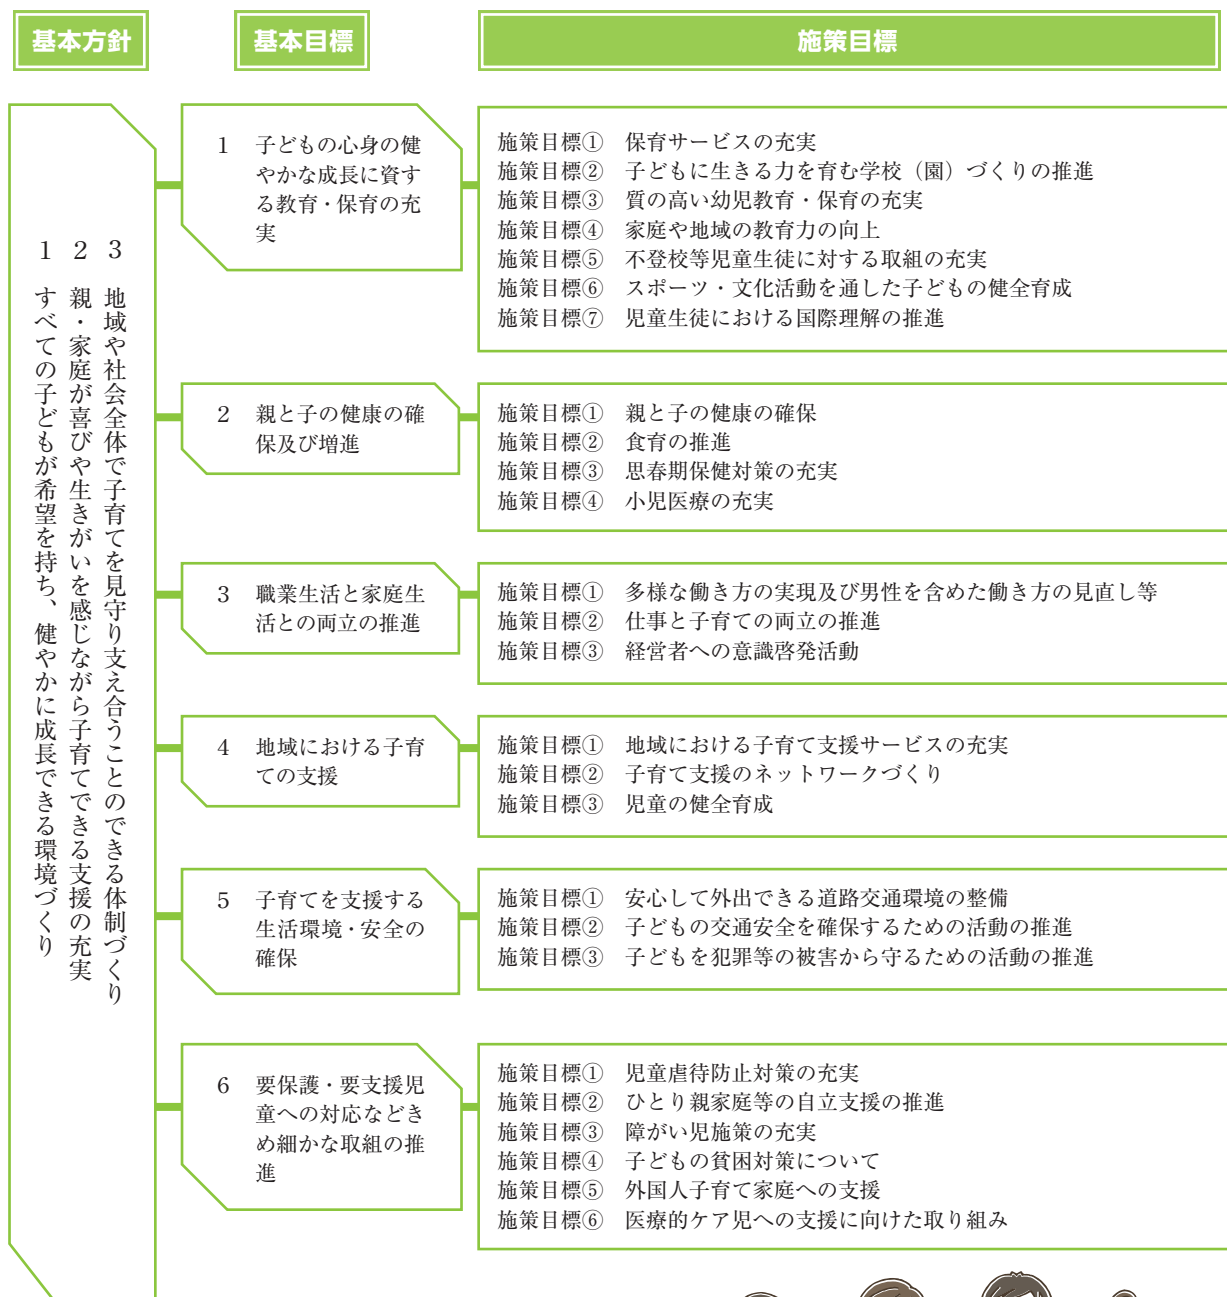 基本方針
基本目標
施策目標
1 すべての子どもが希望を持ち、健やかに成長できる環境づくり
2 親・家庭が喜びや生きがいを感じながら子育てできる支援の充実
3 地域や社会全体で子育てを見守り支え合うことのできる体制づくり
1 子どもの心身の健
やかな成長に資す
る教育・保育の充
実
施策目標① 保育サービスの充実
施策目標② 子どもに生きる力を育む学校（園）づくりの推進
施策目標③ 質の高い幼児教育・保育の充実
施策目標④ 家庭や地域の教育力の向上
施策目標⑤ 不登校等児童生徒に対する取組の充実
施策目標⑥ スポーツ・文化活動を通した子どもの健全育成
施策目標⑦ 児童生徒における国際理解の推進
2 親と子の健康の確
保及び増進
施策目標① 親と子の健康の確保
施策目標② 食育の推進
施策目標③ 思春期保健対策の充実
施策目標④ 小児医療の充実
3 職業生活と家庭生
活との両立の推進
施策目標① 多様な働き方の実現及び男性を含めた働き方の見直し等
施策目標② 仕事と子育ての両立の推進
施策目標③ 経営者への意識啓発活動
4 地域における子育
ての支援
施策目標① 地域における子育て支援サービスの充実
施策目標② 子育て支援のネットワークづくり
施策目標③ 児童の健全育成
5 子育てを支援する
生活環境・安全の
確保
施策目標① 安心して外出できる道路交通環境の整備
施策目標② 子どもの交通安全を確保するための活動の推進
施策目標③ 子どもを犯罪等の被害から守るための活動の推進
6 要保護・要支援児
童への対応などき
め細かな取組の推
進
施策目標① 児童虐待防止対策の充実
施策目標② ひとり親家庭等の自立支援の推進
施策目標③ 障がい児施策の充実
施策目標④ 子どもの貧困対策について
施策目標⑤ 外国人子育て家庭への支援
施策目標⑥ 医療的ケア児への支援に向けた取り組み